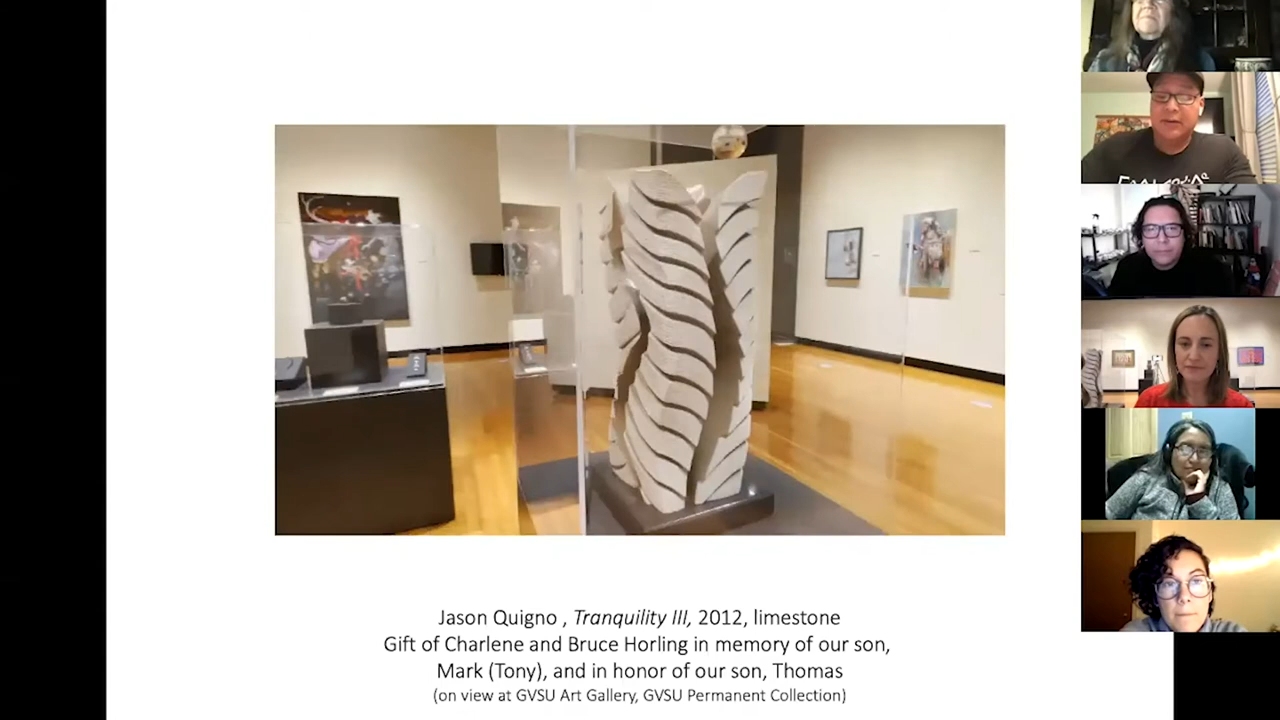 Jason Quigno , Tranquility III, 2012, limestone
Gift of Charlene and Bruce Horling in memory of our son,
Mark (Tony), and in honor of our son, Thomas
(on view at GVSU Art Gallery, GVSU Permanent Collection)